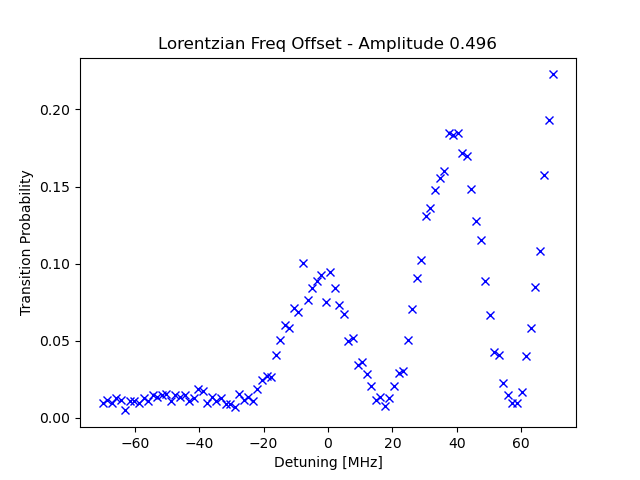 Lorentzian Freq Offset - Amplitude 0.496
0.20
0.15
0.10
0.05
0.00
Transition Probability
−60 −40 −20 0 20 40 60
Detuning [MHz]